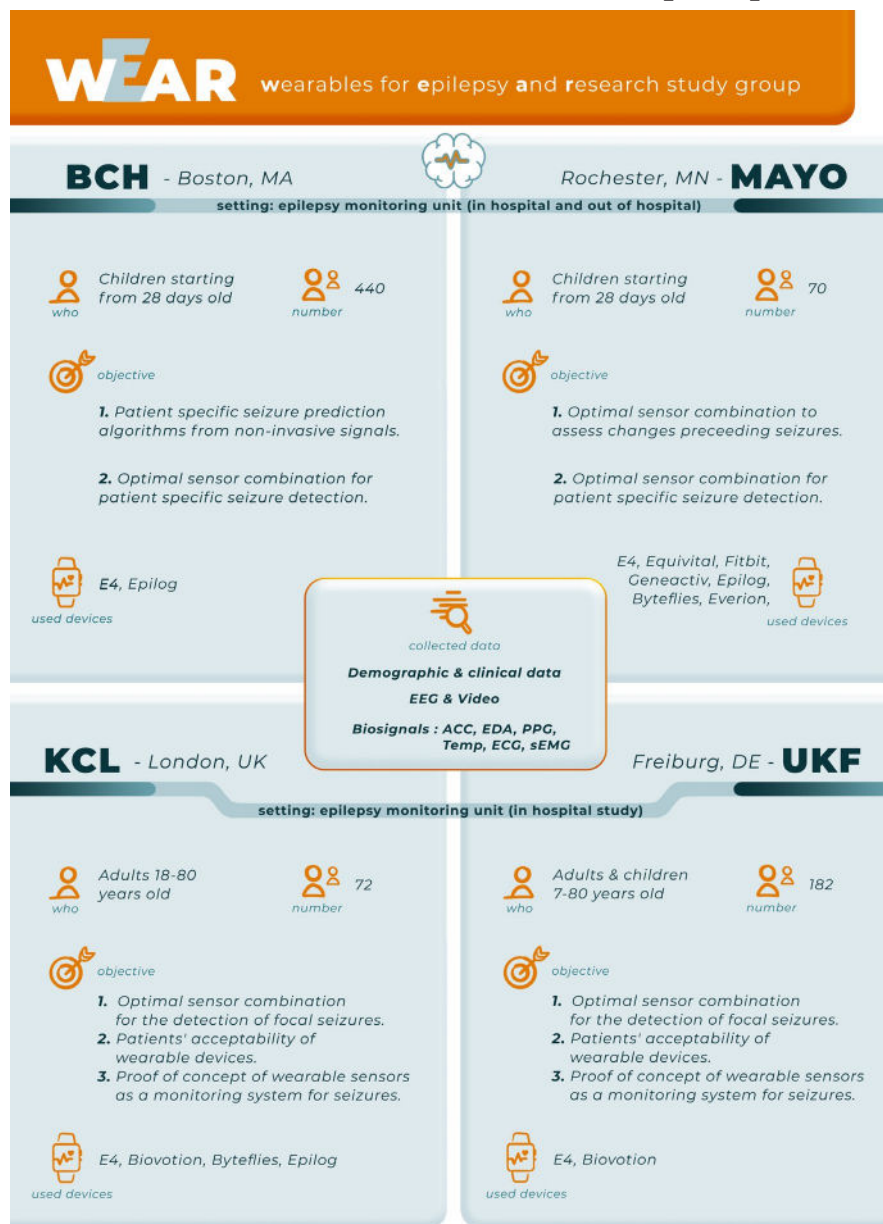 WEAR wearables for epilepsy and research study group
BCH - Boston, MA
Rochester, MN - MAYO
setting: epilepsy monitoring unit (in hospital and out of hospital)
Children starting
from 28 days old
who
440
number
objective
1. Patient specific seizure prediction
algorithms from non-invasive signals.
2. Optimal sensor combination for
patient specific seizure detection.
E4, Epilog
used devices
Children starting
from 28 days old
who
70
number
objective
1. Optimal sensor combination to
assess changes preceeding seizures.
2. Optimal sensor combination for
patient specific seizure detection.
E4, Equivital, Fitbit,
Geneactiv, Epilog,
Byteflies, Everion,
used devices
collected data
Demographic & clinical data
EEG & Video
Biosignals : ACC, EDA, PPG,
Temp, ECG, sEMG
KCL - London, UK
Freiburg, DE - UKF
setting: epilepsy monitoring unit (in hospital study)
Adults 18-80
years old
who
72
number
objective
1. Optimal sensor combination
for the detection of focal seizures.
2. Patients' acceptability of
wearable devices.
3. Proof of concept of wearable sensors
as a monitoring system for seizures.
E4, Biovotion, Byteflies, Epilog
used devices
Adults & children
7-80 years old
who
182
number
objective
1. Optimal sensor combination
for the detection of focal seizures.
2. Patients' acceptability of
wearable devices.
3. Proof of concept of wearable sensors
as a monitoring system for seizures.
E4, Biovotion
used devices